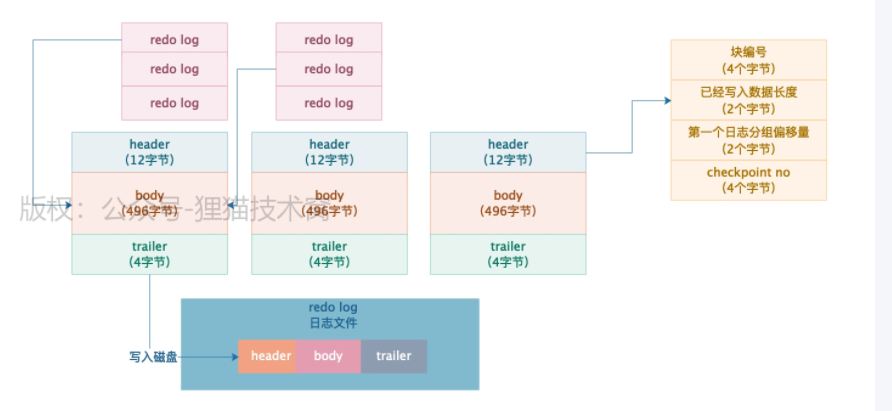 redo log
redo log
redo log
redo log
redo log
redo log
header
(12字节)
body
(496字节)
trailer
(4字节)
header
(12字节)
body
(496字节)
trailer
(4字节)
header
(12字节)
body
(496字节)
trailer
(4字节)
块编号
(4个字节)
已经写入数据长度
(2个字节)
第一个日志分组偏移量
(2个字节)
checkpoint no
(4个字节)
版权：公众号-狸猫技术窝
写入磁盘
redo log
日志文件
header
body
trailer